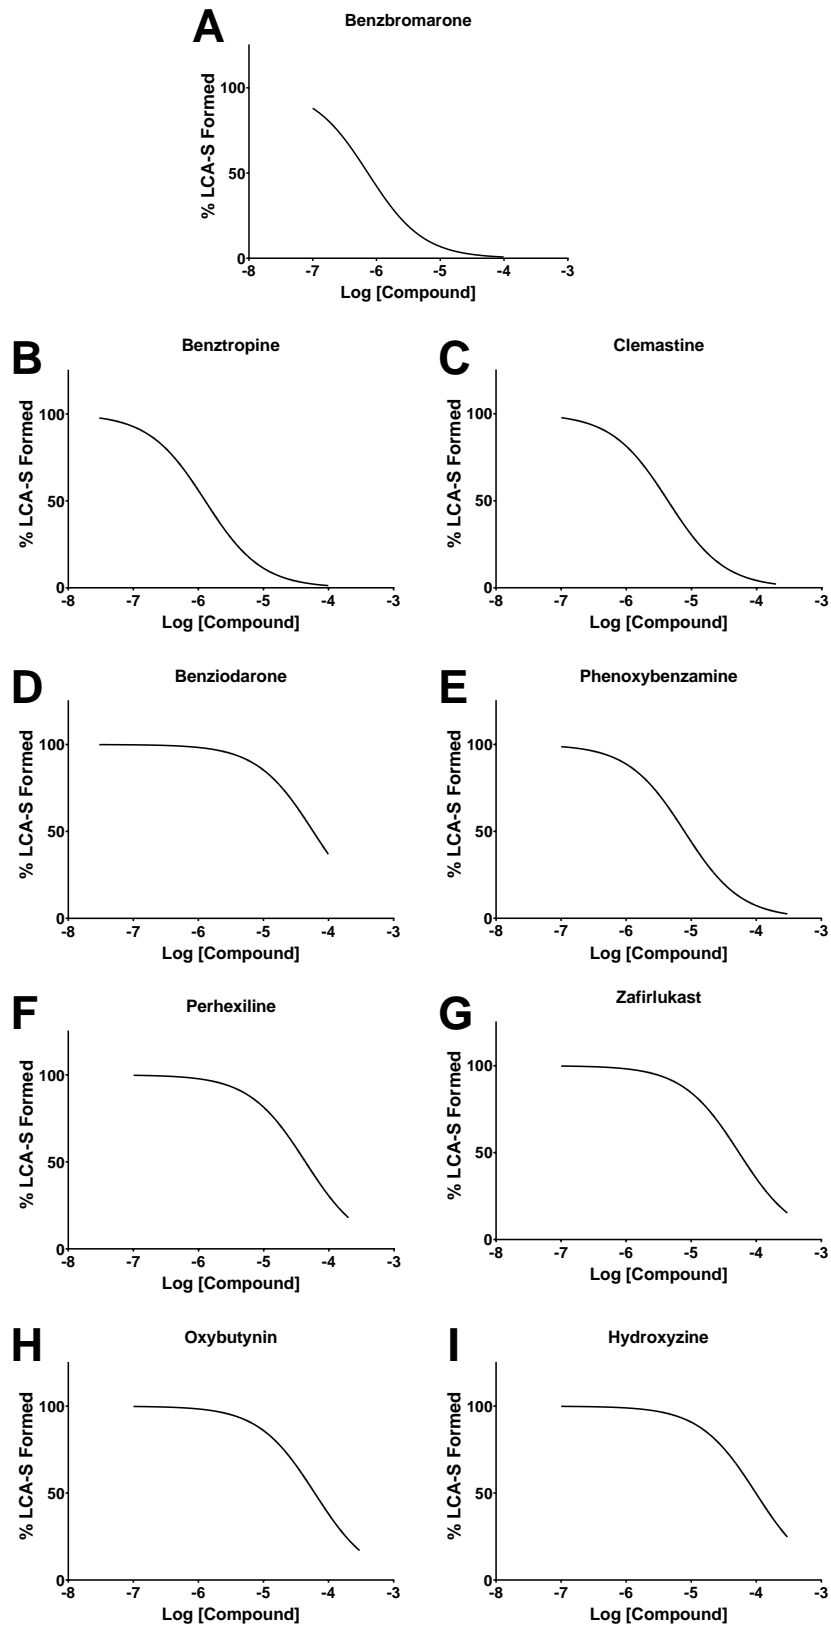 A
Benzbromarone
% LCA-S Formed
100
50
0
-8 -7 -6 -5 -4 -3
Log [Compound]
B
Benztropine
% LCA-S Formed
100
50
0
-8 -7 -6 -5 -4 -3
Log [Compound]
C
Clemastine
% LCA-S Formed
100
50
0
-8 -7 -6 -5 -4 -3
Log [Compound]
D
Benziodarone
% LCA-S Formed
100
50
0
-8 -7 -6 -5 -4 -3
Log [Compound]
E
Phenoxybenzamine
% LCA-S Formed
100
50
0
-8 -7 -6 -5 -4 -3
Log [Compound]
F
Perhexiline
% LCA-S Formed
100
50
0
-8 -7 -6 -5 -4 -3
Log [Compound]
G
Zafirlukast
% LCA-S Formed
100
50
0
-8 -7 -6 -5 -4 -3
Log [Compound]
H
Oxybutynin
% LCA-S Formed
100
50
0
-8 -7 -6 -5 -4 -3
Log [Compound]
I
Hydroxyzine
% LCA-S Formed
100
50
0
-8 -7 -6 -5 -4 -3
Log [Compound]